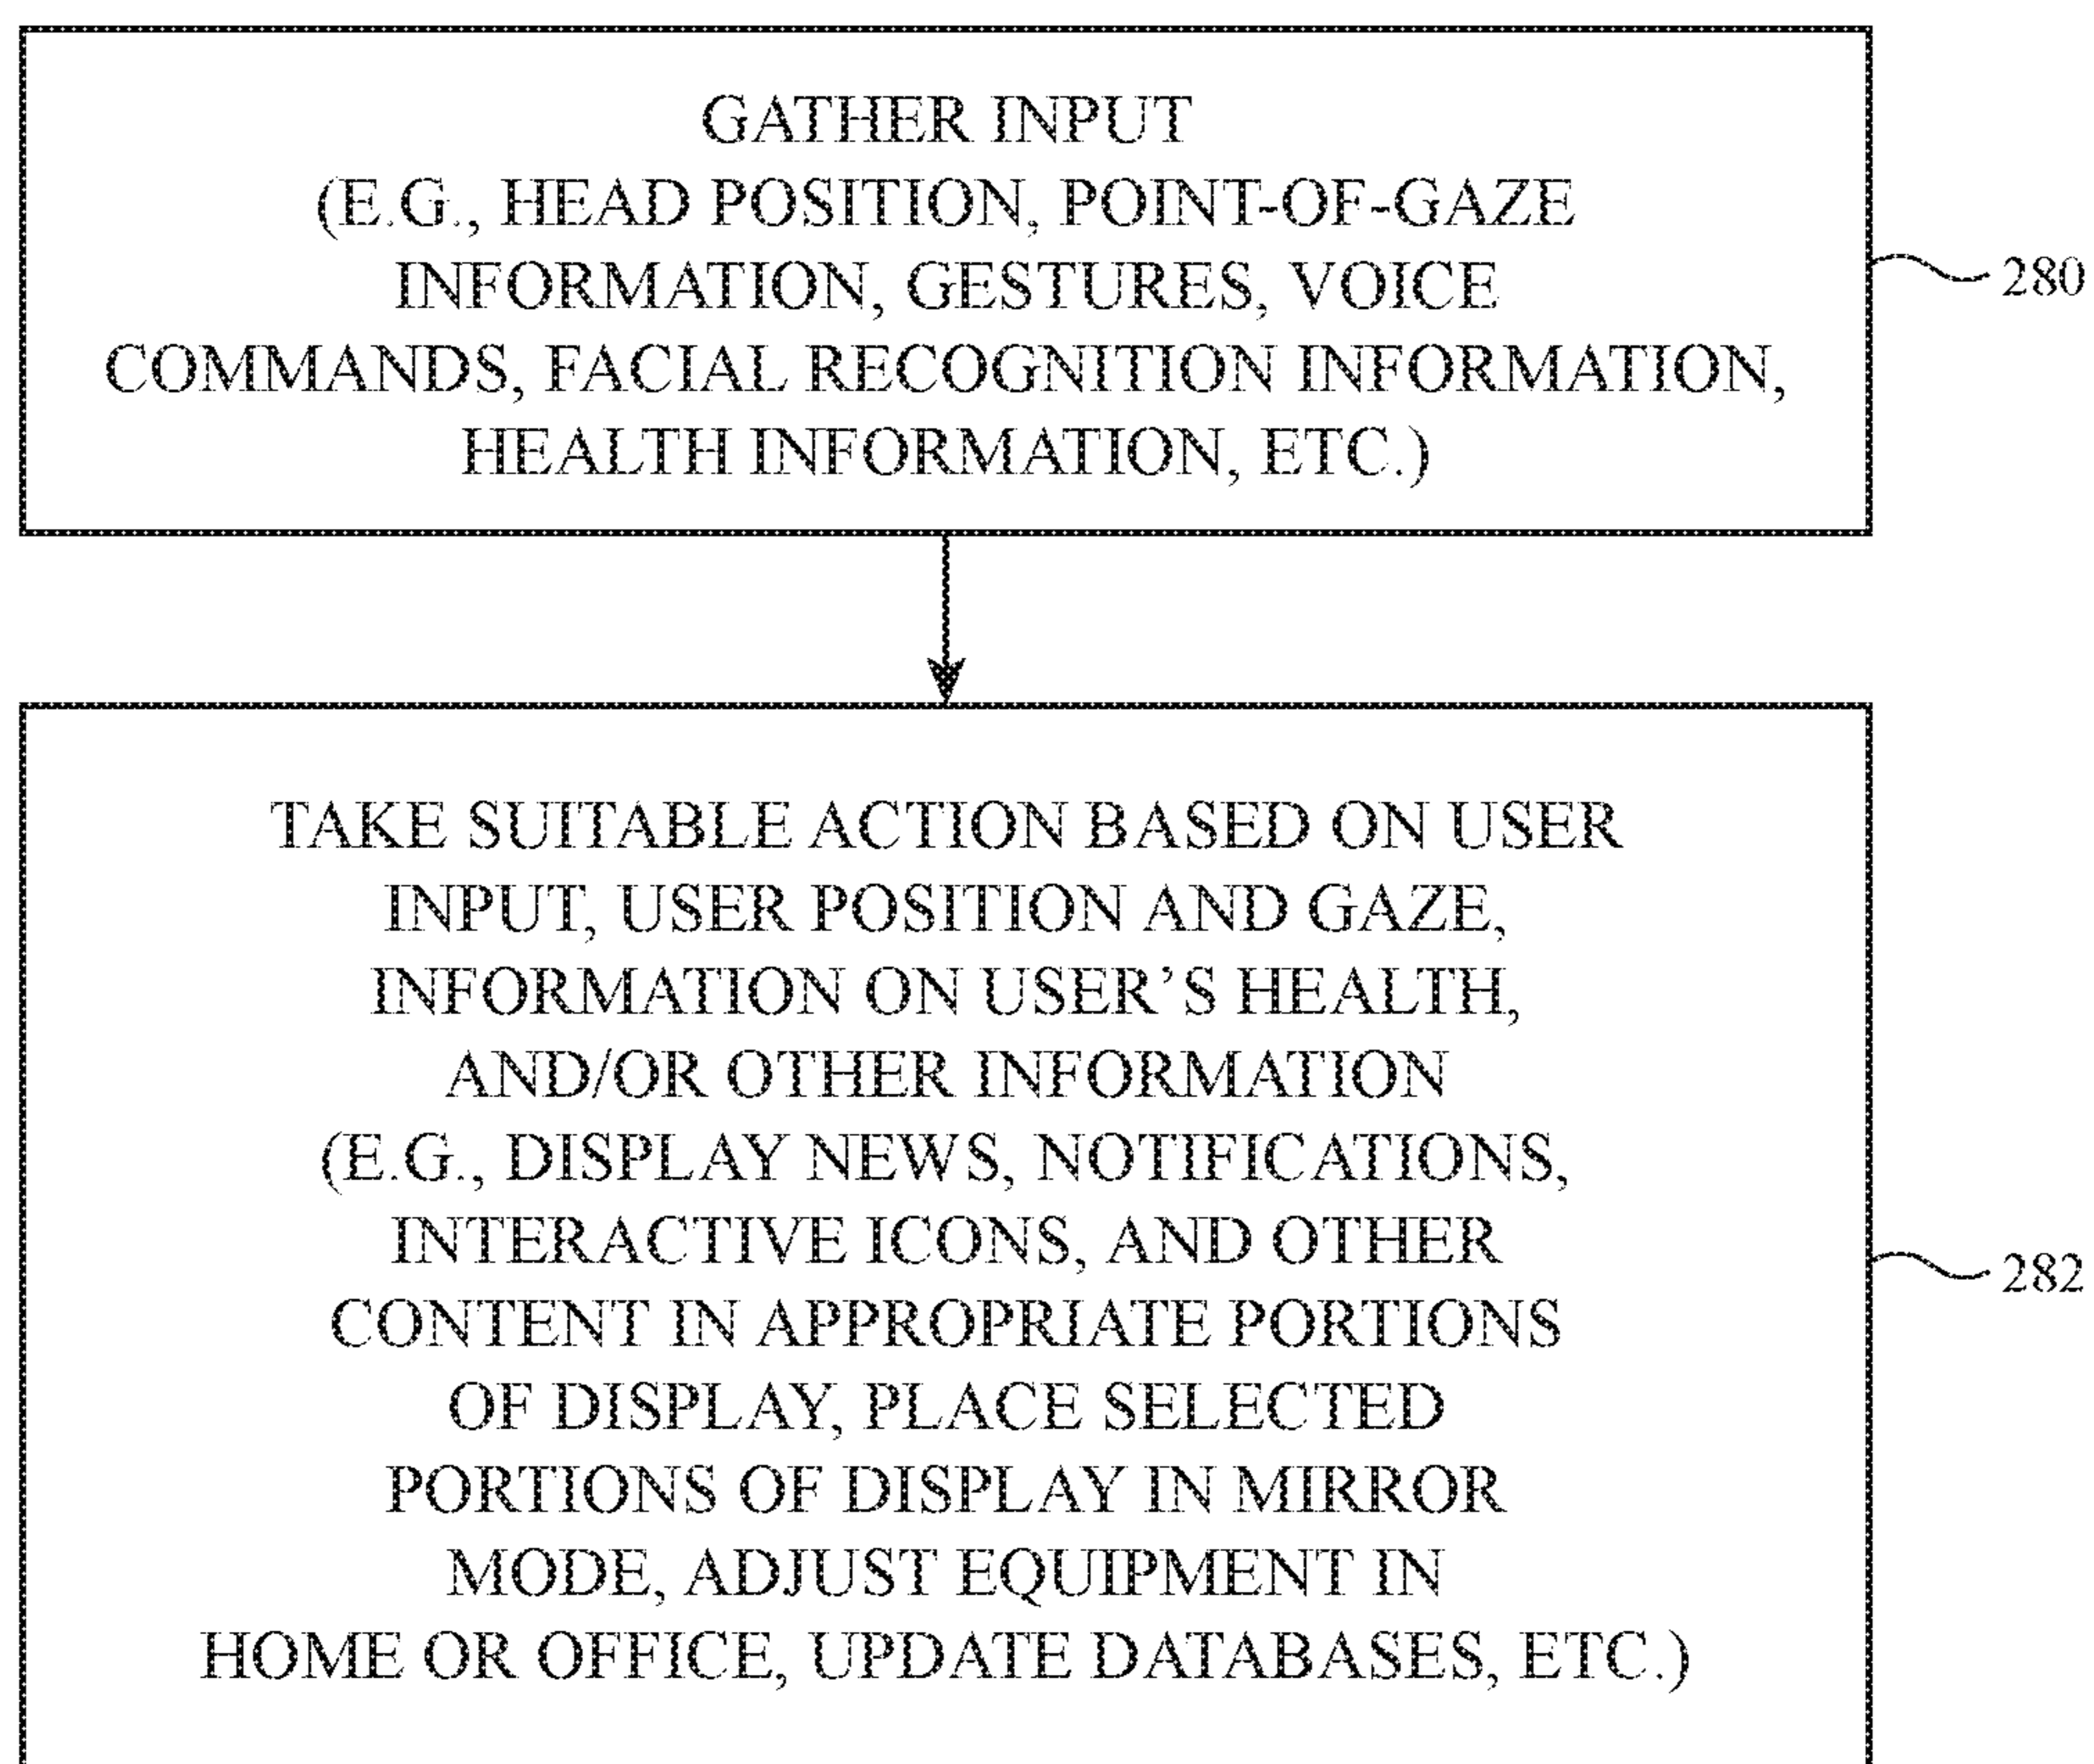 GATHER INPUT
(E.G., HEAD POSITION, POINT-OF-GAZE
INFORMATION, GESTURES, VOICE
COMMANDS, FACIAL RECOGNITION INFORMATION,
HEALTH INFORMATION, ETC.)
280
TAKE SUITABLE ACTION BASED ON USER
INPUT, USER POSITION AND GAZE,
INFORMATION ON USER'S HEALTH,
AND/OR OTHER INFORMATION
(E.G., DISPLAY NEWS, NOTIFICATIONS,
INTERACTIVE ICONS, AND OTHER
CONTENT IN APPROPRIATE PORTIONS
OF DISPLAY, PLACE SELECTED
PORTIONS OF DISPLAY IN MIRROR
MODE, ADJUST EQUIPMENT IN
HOME OR OFFICE, UPDATE DATABASES, ETC.)
282